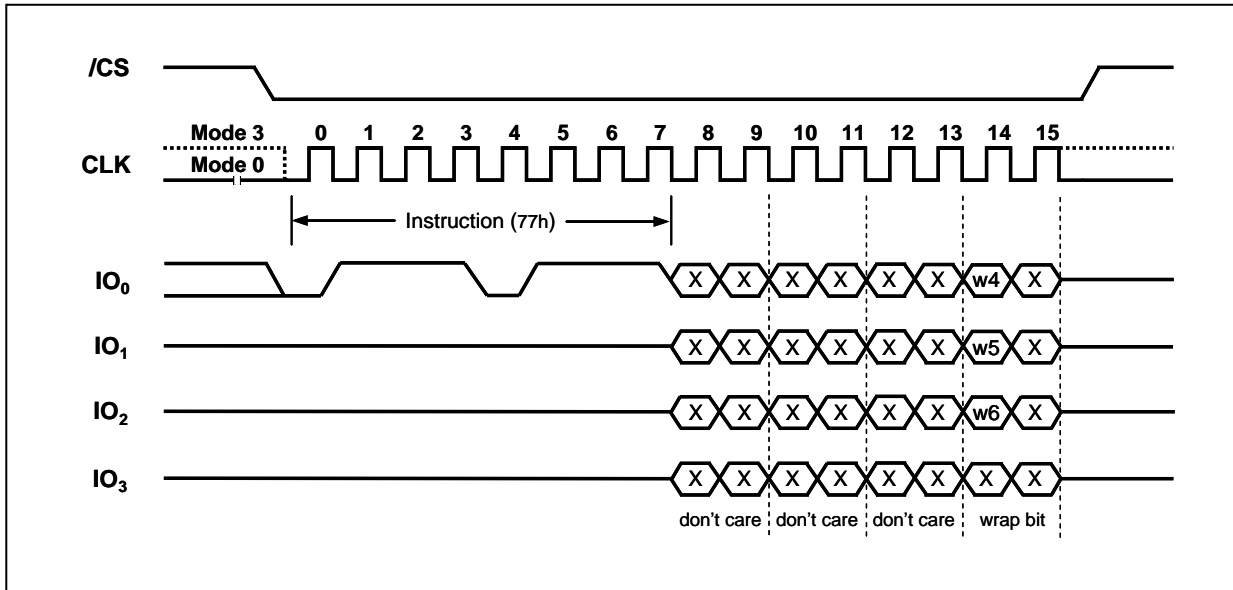 /CS
Mode 3 0 1 2 3 4 5 6 7 8 9 10 11 12 13 14 15
CLK Mode 0
Instruction (77h)
IO0 X X X X X X w4 X
IO1 X X X X X X w5 X
IO2 X X X X X X w6 X
IO3 X X X X X X X X
don't care don't care don't care wrap bit